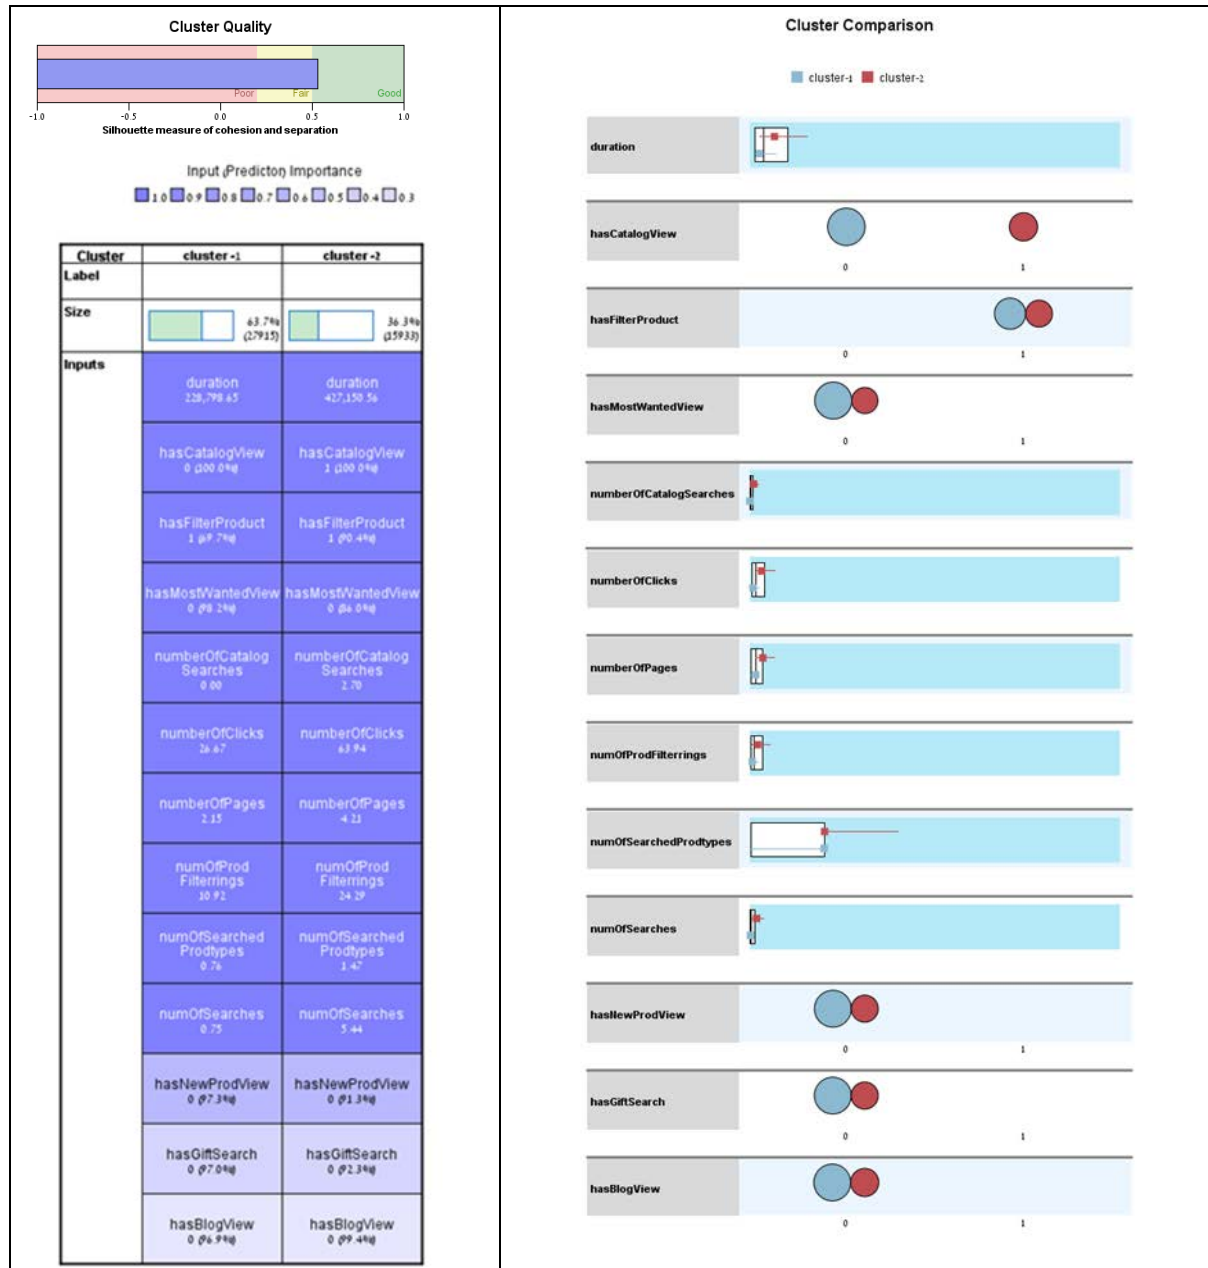 Cluster Quality
Poor Fair Good
-1.0 -0.5 0.0 0.5 1.0
Silhouette measure of cohesion and separation
Input (Predictor) Importance
1.0 0.9 0.8 0.7 0.6 0.5 0.4 0.3
Cluster cluster-1 cluster-2
Label
Size 63.7% 36.3%
(27915) (15933)
Inputs
duration duration
228,798.65 427,150.56
hasCatalogView hasCatalogView
0 (100.0%) 1 (100.0%)
hasFilterProduct hasFilterProduct
1 (69.7%) 1 (90.4%)
hasMostWantedView hasMostWantedView
0 (98.2%) 0 (86.0%)
numberOfCatalog numberOfCatalog
Searches Searches
0.00 2.70
numberOfClicks numberOfClicks
26.67 63.94
numberOfPages numberOfPages
2.15 4.21
numOfProd numOfProd
Filterrings Filterrings
10.92 24.29
numOfSearched numOfSearched
Prodtypes Prodtypes
0.76 1.47
numOfSearches numOfSearches
0.75 5.44
hasNewProdView hasNewProdView
0 (97.3%) 0 (91.3%)
hasGiftSearch hasGiftSearch
0 (97.0%) 0 (92.3%)
hasBlogView hasBlogView
0 (96.9%) 0 (99.4%)
Cluster Comparison
cluster-1 cluster-2
duration
hasCatalogView
0 1
hasFilterProduct
0 1
hasMostWantedView
0 1
numberOfCatalogSearches
numberOfClicks
numberOfPages
numOfProdFilterrings
numOfSearchedProdtypes
numOfSearches
hasNewProdView
0 1
hasGiftSearch
0 1
hasBlogView
0 1